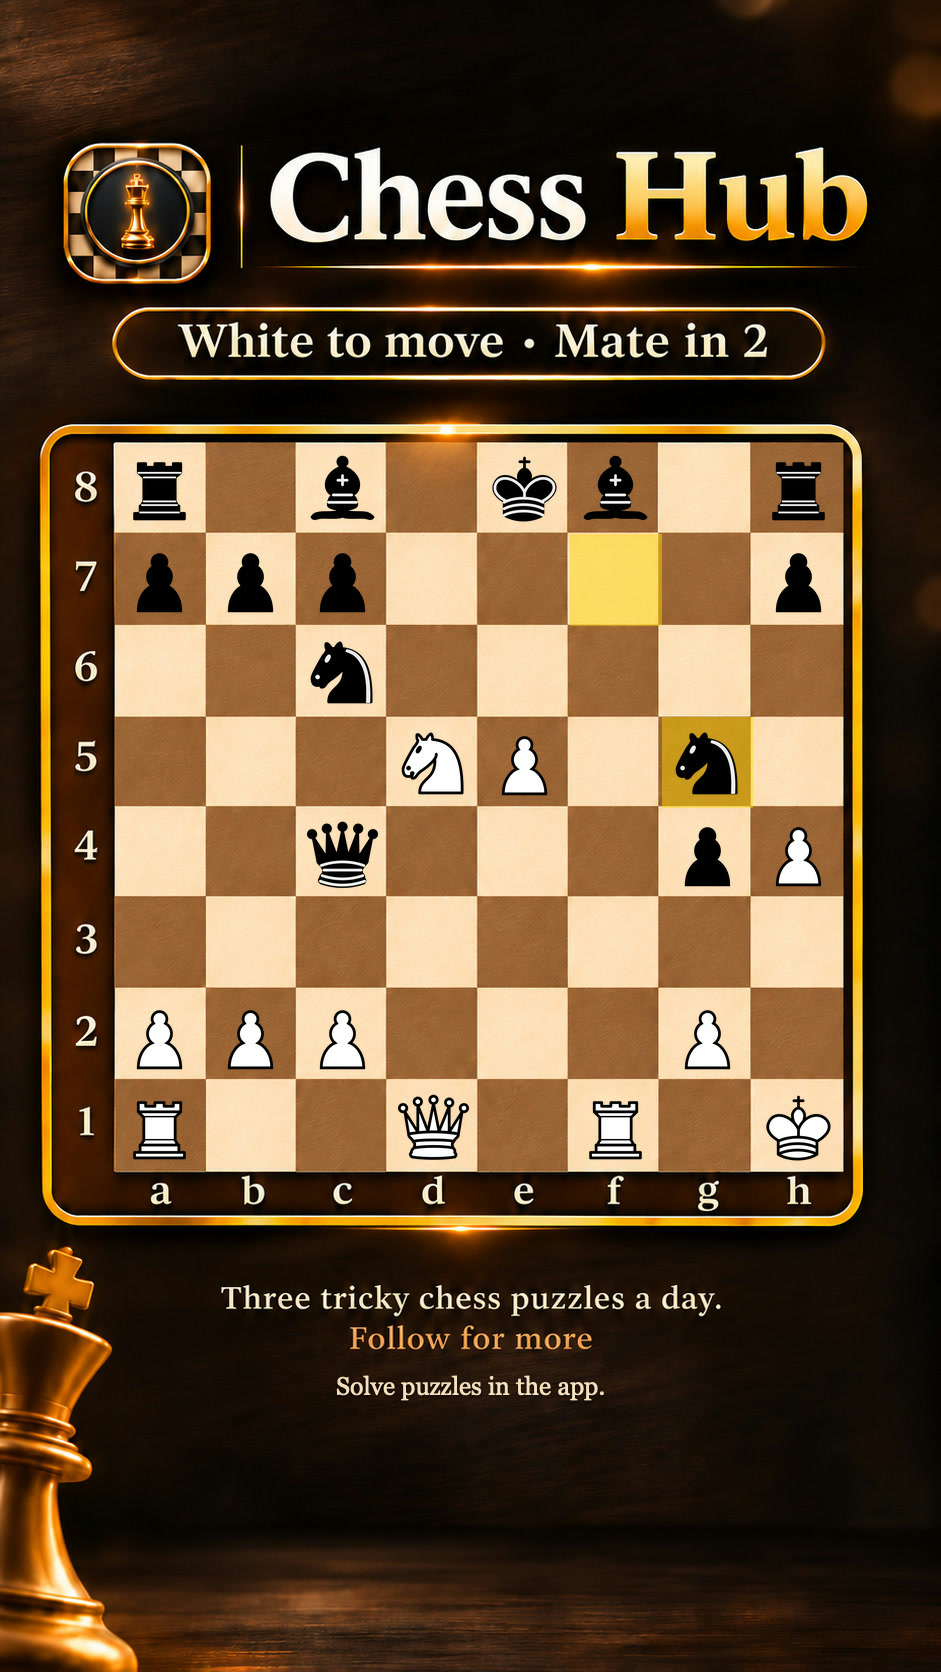 Chess Hub
White to move • Mate in 2
8
7
6
5
4
3
2
1
a b c d e f g h
Three tricky chess puzzles a day.
Follow for more
Solve puzzles in the app.